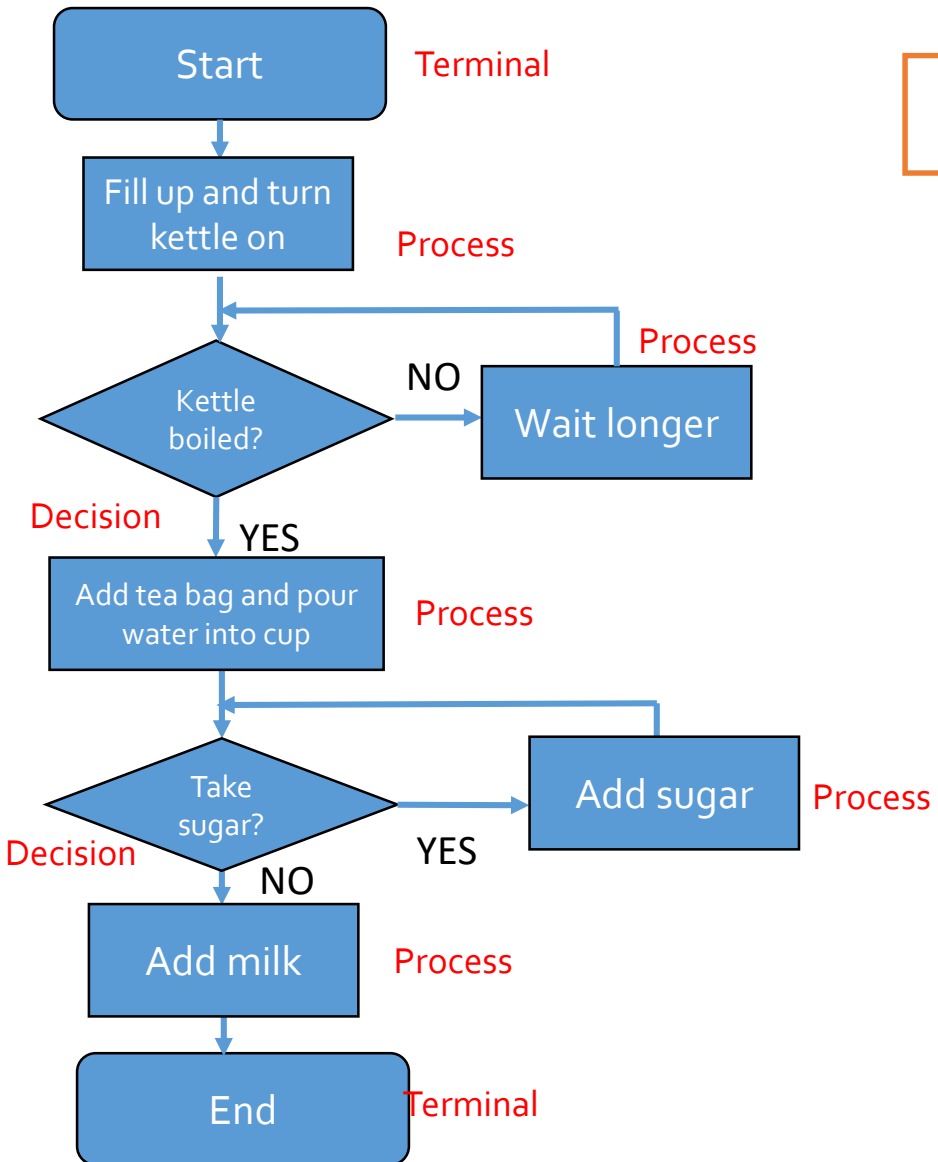 Start
Terminal
Fill up and turn
kettle on
Process
Process
NO
Kettle
boiled?
Wait longer
Decision
YES
Add tea bag and pour
water into cup
Process
Take
sugar?
Add sugar
Process
Decision
YES
NO
Add milk
Process
End
Terminal